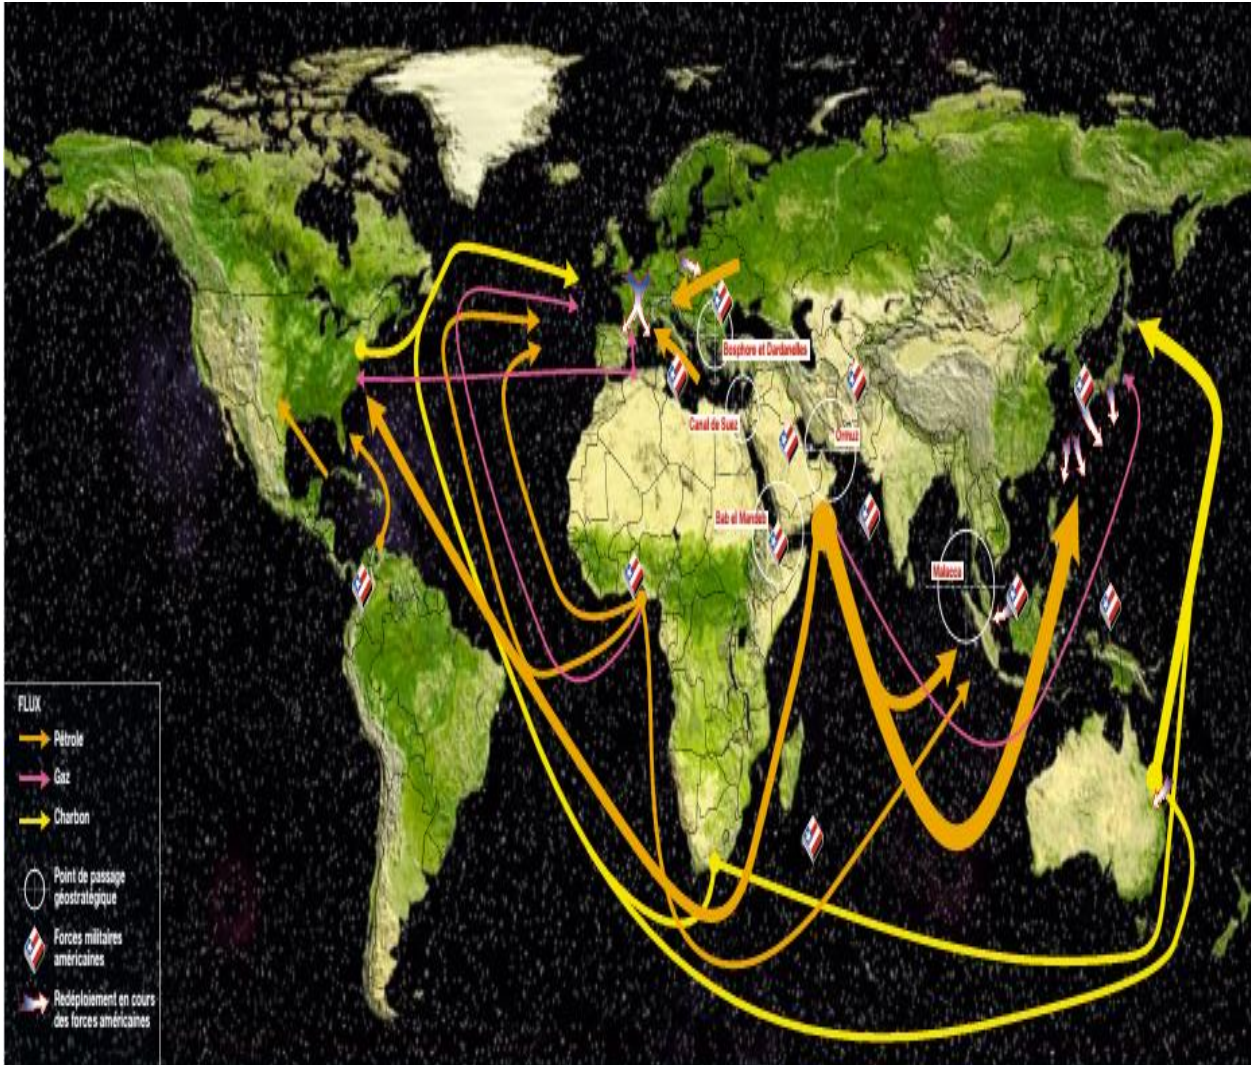 Bosphore et Dardanelles
Canal de Suez
Ormuz
Bab el Mandeb
Malacca
FLUX
Pétrole
Gaz
Charbon
Point de passage
géostratégique
Forces militaires
américaines
Redéploiement en cours
des forces américaines